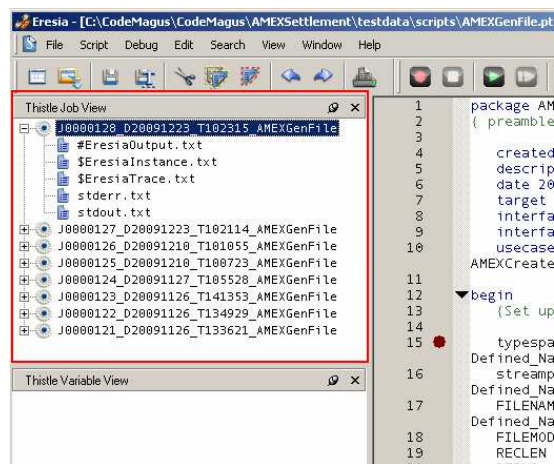 Eresia - [C:\CodeMagus\CodeMagus\AMEXSettlement\testdata\scripts\AMEXGenFile.pt
File Script Debug Edit Search View Window Help
Thistle Job View
J0000128_D20091223_T102315_AMEXGenFile
#EresiaOutput.txt
$EresiaInstance.txt
$EresiaTrace.txt
stderr.txt
stdout.txt
J0000127_D20091223_T102114_AMEXGenFile
J0000126_D20091210_T101055_AMEXGenFile
J0000125_D20091210_T100723_AMEXGenFile
J0000124_D20091127_T105528_AMEXGenFile
J0000123_D20091126_T141353_AMEXGenFile
J0000122_D20091126_T134929_AMEXGenFile
J0000121_D20091126_T133621_AMEXGenFile
Thistle Variable View
1 package AM
2 { preamble
3
4 created
5 descrip
6 date 20
7 target
8 interfa
9 interfa
10 usecase
AMEXCreate
11
12 begin
13 {Set up
14
15 typespa
Defined_Na
16 streamp
Defined_Na
17 FILENAM
Defined_Na
18 FILEMOD
19 RECLEN